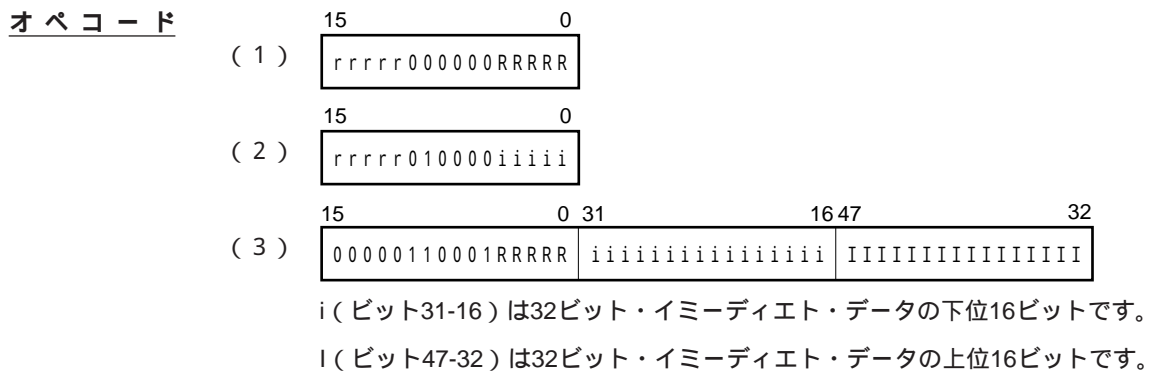 オペコード
15 0
(1) rrrrr000000RRRRR
15 0
(2) rrrrr010000iiiii
15 0 31 16 47 32
(3) 00000110001RRRRR iiiiiiiiiiiiiiii IIIIIIIIIIIIIIII
i(ビット31-16)は32ビット・イミーディエト・データの下位16ビットです。
I(ビット47-32)は32ビット・イミーディエト・データの上位16ビットです。